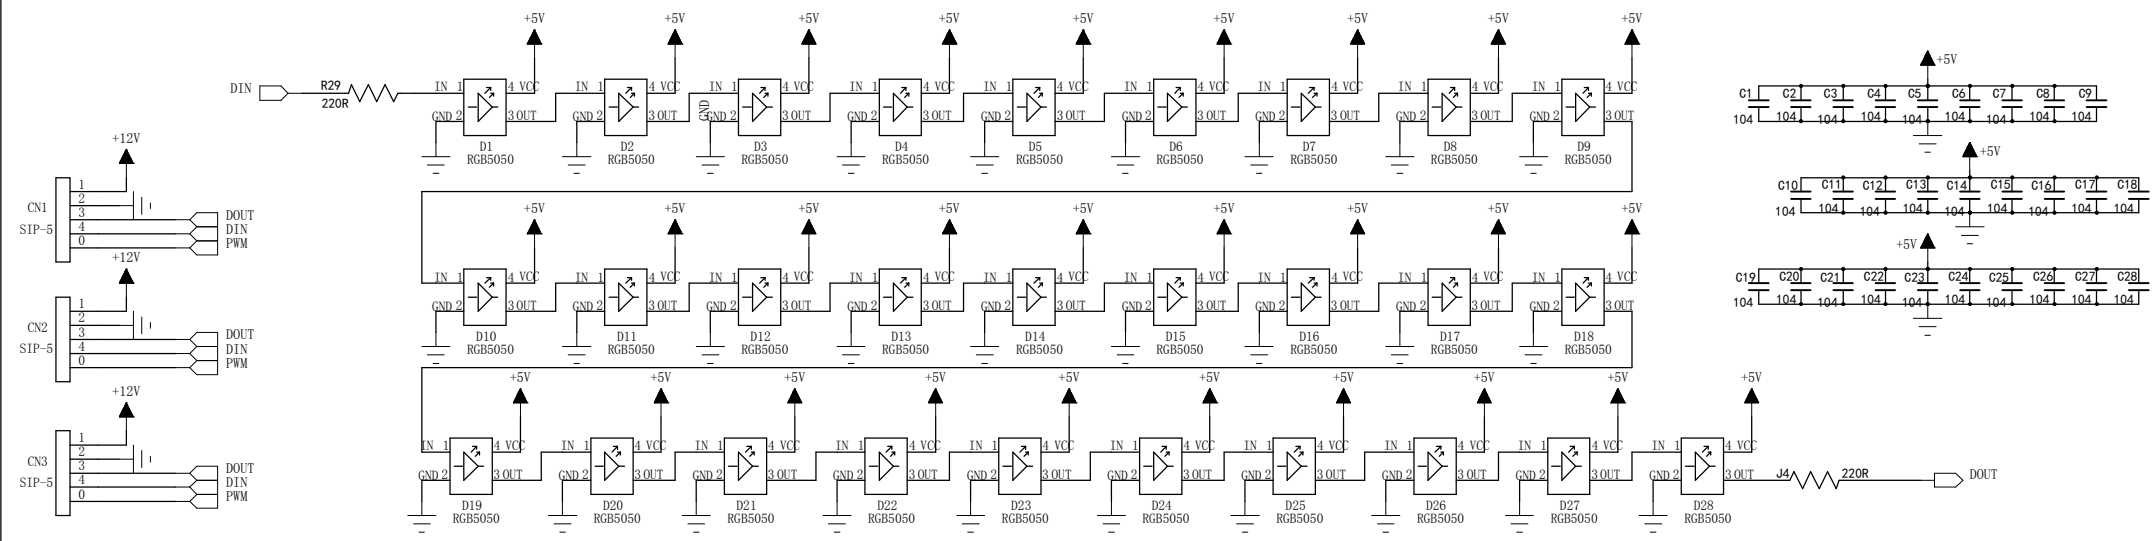 +5V +5V +5V +5V +5V +5V +5V +5V +5V
DIN R29 220R
IN 1 4 VCC IN 1 4 VCC IN 1 4 VCC IN 1 4 VCC IN 1 4 VCC IN 1 4 VCC IN 1 4 VCC IN 1 4 VCC IN 1 4 VCC
GND
GND 2 3 OUT GND 2 3 OUT GND 2 3 OUT GND 2 3 OUT GND 2 3 OUT GND 2 3 OUT GND 2 3 OUT GND 2 3 OUT GND 2 3 OUT
D1 D2 D3 D4 D5 D6 D7 D8 D9
RGB5050 RGB5050 RGB5050 RGB5050 RGB5050 RGB5050 RGB5050 RGB5050 RGB5050
+5V
C1 C2 C3 C4 C5 C6 C7 C8 C9
104 104 104 104 104 104 104 104 104
+5V
C10 C11 C12 C13 C14 C15 C16 C17 C18
104 104 104 104 104 104 104 104 104
+5V
C19 C20 C21 C22 C23 C24 C25 C26 C27 C28
104 104 104 104 104 104 104 104 104 104
+12V
CN1
SIP-5
1
2
3 DOUT
4 DIN
0 PWM
+12V
CN2
SIP-5
1
2
3 DOUT
4 DIN
0 PWM
+12V
CN3
SIP-5
1
2
3 DOUT
4 DIN
0 PWM
+5V +5V +5V +5V +5V +5V +5V +5V +5V
IN 1 4 VCC IN 1 4 VCC IN 1 4 VCC IN 1 4 VCC IN 1 4 VCC IN 1 4 VCC IN 1 4 VCC IN 1 4 VCC IN 1 4 VCC
GND 2 3 OUT GND 2 3 OUT GND 2 3 OUT GND 2 3 OUT GND 2 3 OUT GND 2 3 OUT GND 2 3 OUT GND 2 3 OUT GND 2 3 OUT
D10 D11 D12 D13 D14 D15 D16 D17 D18
RGB5050 RGB5050 RGB5050 RGB5050 RGB5050 RGB5050 RGB5050 RGB5050 RGB5050
+5V +5V +5V +5V +5V +5V +5V +5V +5V +5V
IN 1 4 VCC IN 1 4 VCC IN 1 4 VCC IN 1 4 VCC IN 1 4 VCC IN 1 4 VCC IN 1 4 VCC IN 1 4 VCC IN 1 4 VCC IN 1 4 VCC
GND 2 3 OUT GND 2 3 OUT GND 2 3 OUT GND 2 3 OUT GND 2 3 OUT GND 2 3 OUT GND 2 3 OUT GND 2 3 OUT GND 2 3 OUT GND 2 3 OUT
J4 220R DOUT
D19 D20 D21 D22 D23 D24 D25 D26 D27 D28
RGB5050 RGB5050 RGB5050 RGB5050 RGB5050 RGB5050 RGB5050 RGB5050 RGB5050 RGB5050